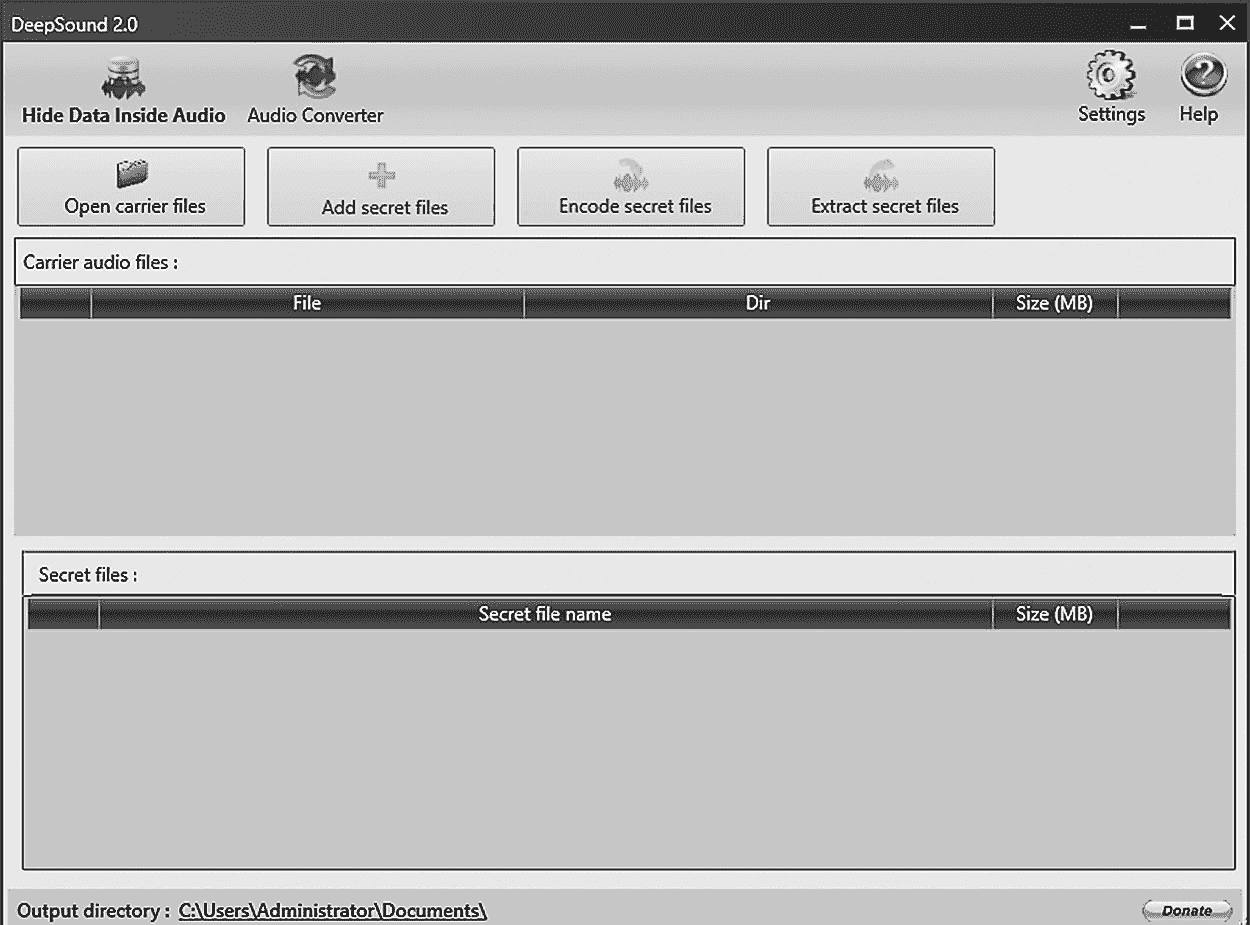 DeepSound 2.0
Hide Data Inside Audio Audio Converter Settings Help
Open carrier files Add secret files Encode secret files Extract secret files
Carrier audio files :
File Dir Size (MB)
Secret files :
Secret file name Size (MB)
Output directory : C:\Users\Administrator\Documents\ Donate